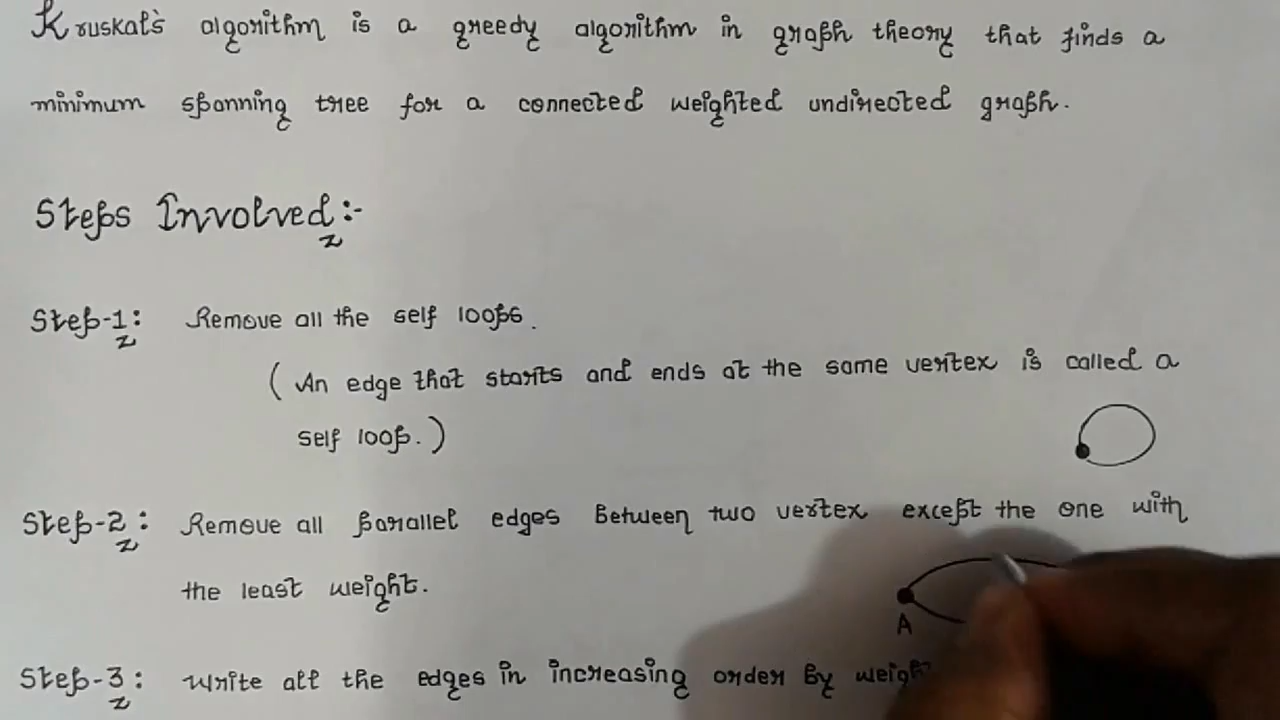 Kruskal's algorithm is a greedy algorithm in graph theory that finds a
minimum spanning tree for a connected weighted undirected graph.
Steps Involved:-
Step-1: Remove all the self loops.
(An edge that starts and ends at the same vertex is called a
self loop.)
Step-2: Remove all parallel edges Between two vertex except the one with
the least weight.
A
Step-3: Write all the edges in increasing order By